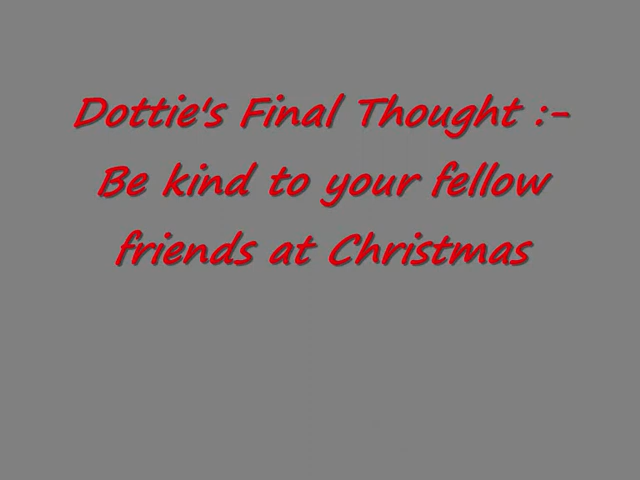 Dottie's Final Thought :-
Be kind to your fellow
friends at Christmas